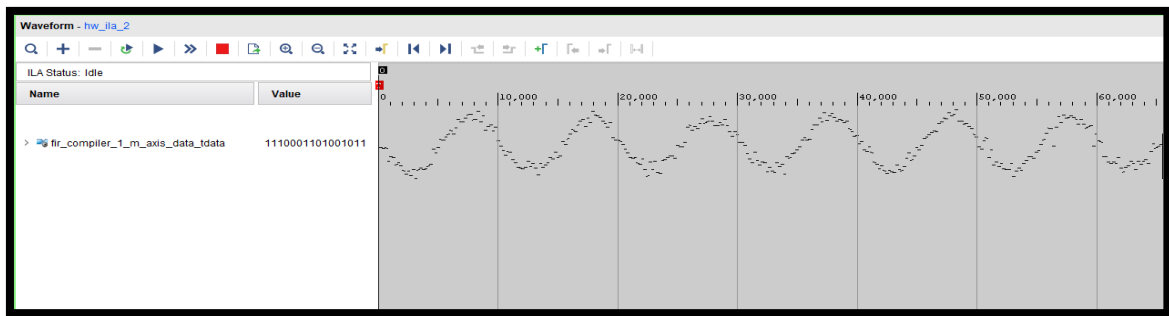 Waveform - hw_ila_2
ILA Status: Idle
0
Name
Value
0
10,000
20,000
30,000
40,000
50,000
60,000
fir_compiler_1_m_axis_data_tdata
1110001101001011